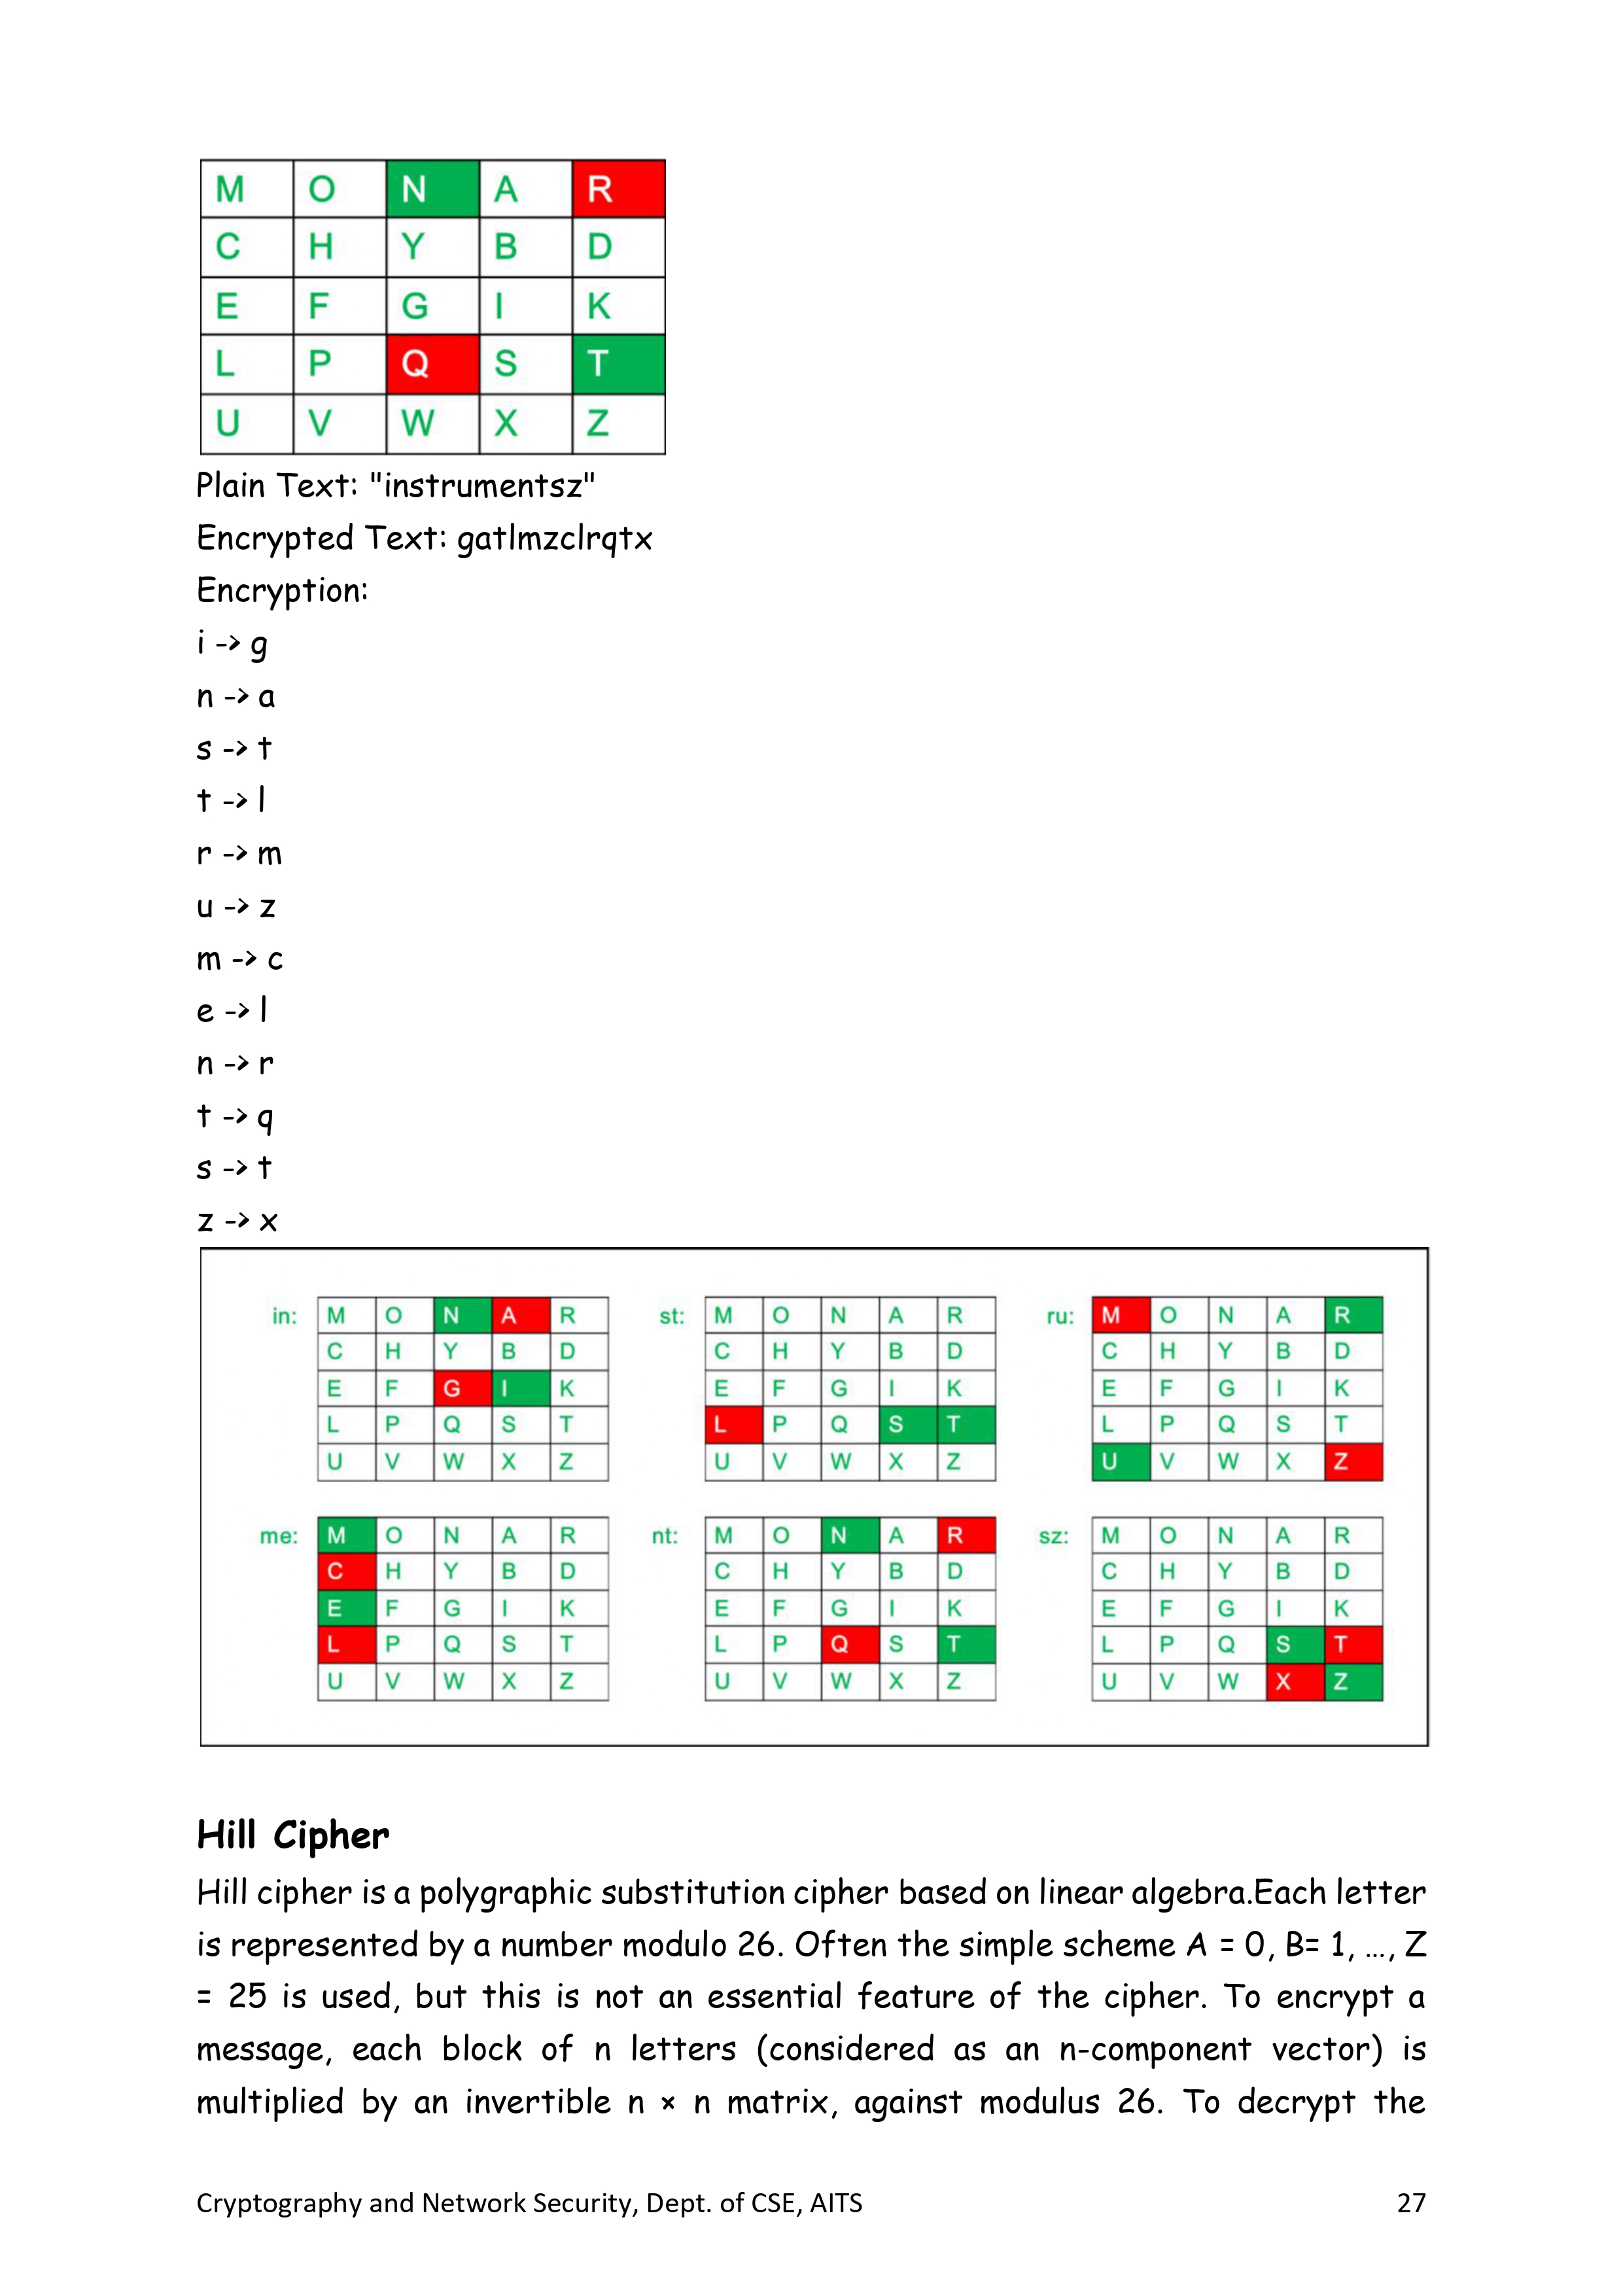 M O N A R
C H Y B D
E F G I K
L P Q S T
U V W X Z
Plain Text: "instrumentsz"
Encrypted Text: gatlmzclrqtx
Encryption:
i -> g
n -> a
s -> t
t -> l
r -> m
u -> z
m -> c
e -> l
n -> r
t -> q
s -> t
z -> x
in: M O N A R st: M O N A R ru: M O N A R
C H Y B D C H Y B D C H Y B D
E F G I K E F G I K E F G I K
L P Q S T L P Q S T L P Q S T
U V W X Z U V W X Z U V W X Z
me: M O N A R nt: M O N A R sz: M O N A R
C H Y B D C H Y B D C H Y B D
E F G I K E F G I K E F G I K
L P Q S T L P Q S T L P Q S T
U V W X Z U V W X Z U V W X Z
Hill Cipher
Hill cipher is a polygraphic substitution cipher based on linear algebra.Each letter
is represented by a number modulo 26. Often the simple scheme A = 0, B= 1, ..., Z
= 25 is used, but this is not an essential feature of the cipher. To encrypt a
message, each block of n letters (considered as an n-component vector) is
multiplied by an invertible n × n matrix, against modulus 26. To decrypt the
Cryptography and Network Security, Dept. of CSE, AITS 27